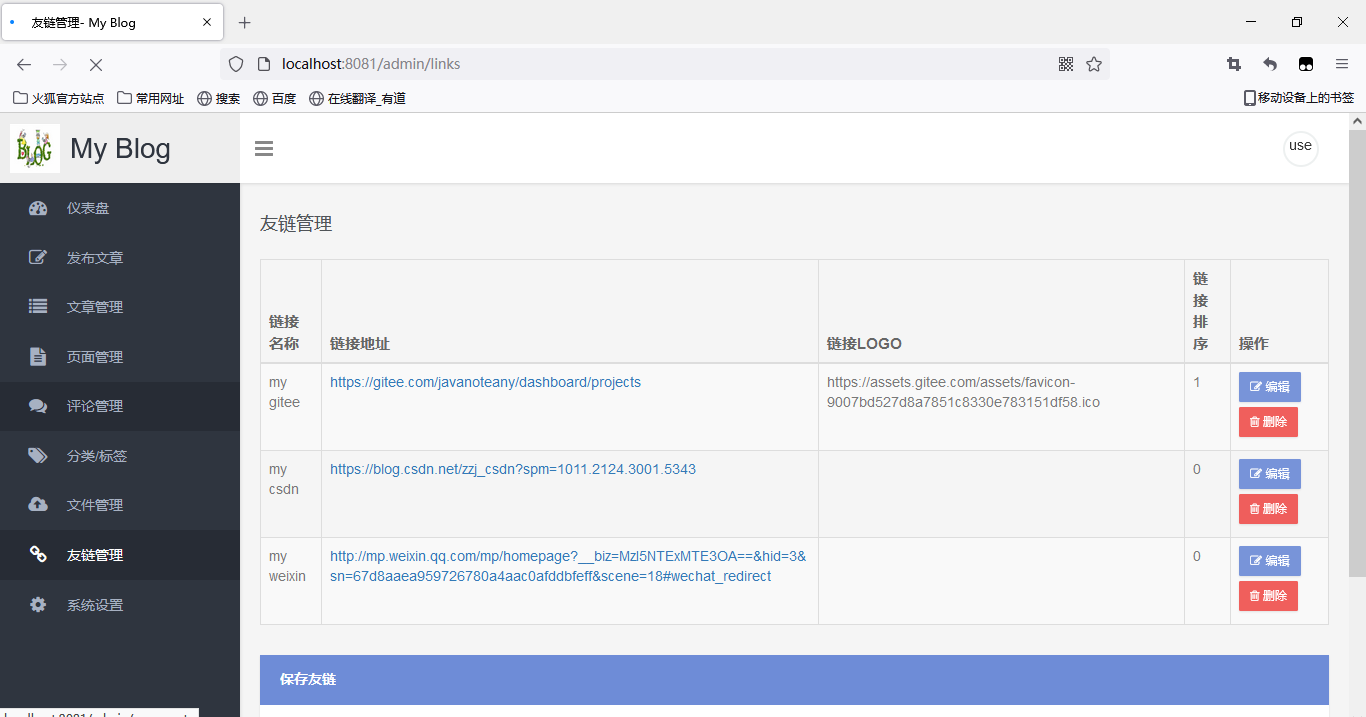 友链管理- My Blog
localhost:8081/admin/links
火狐官方站点 常用网址 搜索 百度 在线翻译_有道 移动设备上的书签
BLOG My Blog
use
仪表盘
发布文章
文章管理
页面管理
评论管理
分类/标签
文件管理
友链管理
系统设置
友链管理
链接名称 链接地址 链接LOGO 链接排序 操作
my gitee https://gitee.com/javanoteany/dashboard/projects https://assets.gitee.com/assets/favicon-9007bd527d8a7851c8330e783151df58.ico 1 编辑
删除
my csdn https://blog.csdn.net/zzj_csdn?spm=1011.2124.3001.5343 0 编辑
删除
my weixin http://mp.weixin.qq.com/mp/homepage?__biz=MzI5NTExMTE3OA==&hid=3&sn=67d8aaea959726780a4aac0afddbfeff&scene=18#wechat_redirect 0 编辑
删除
保存友链